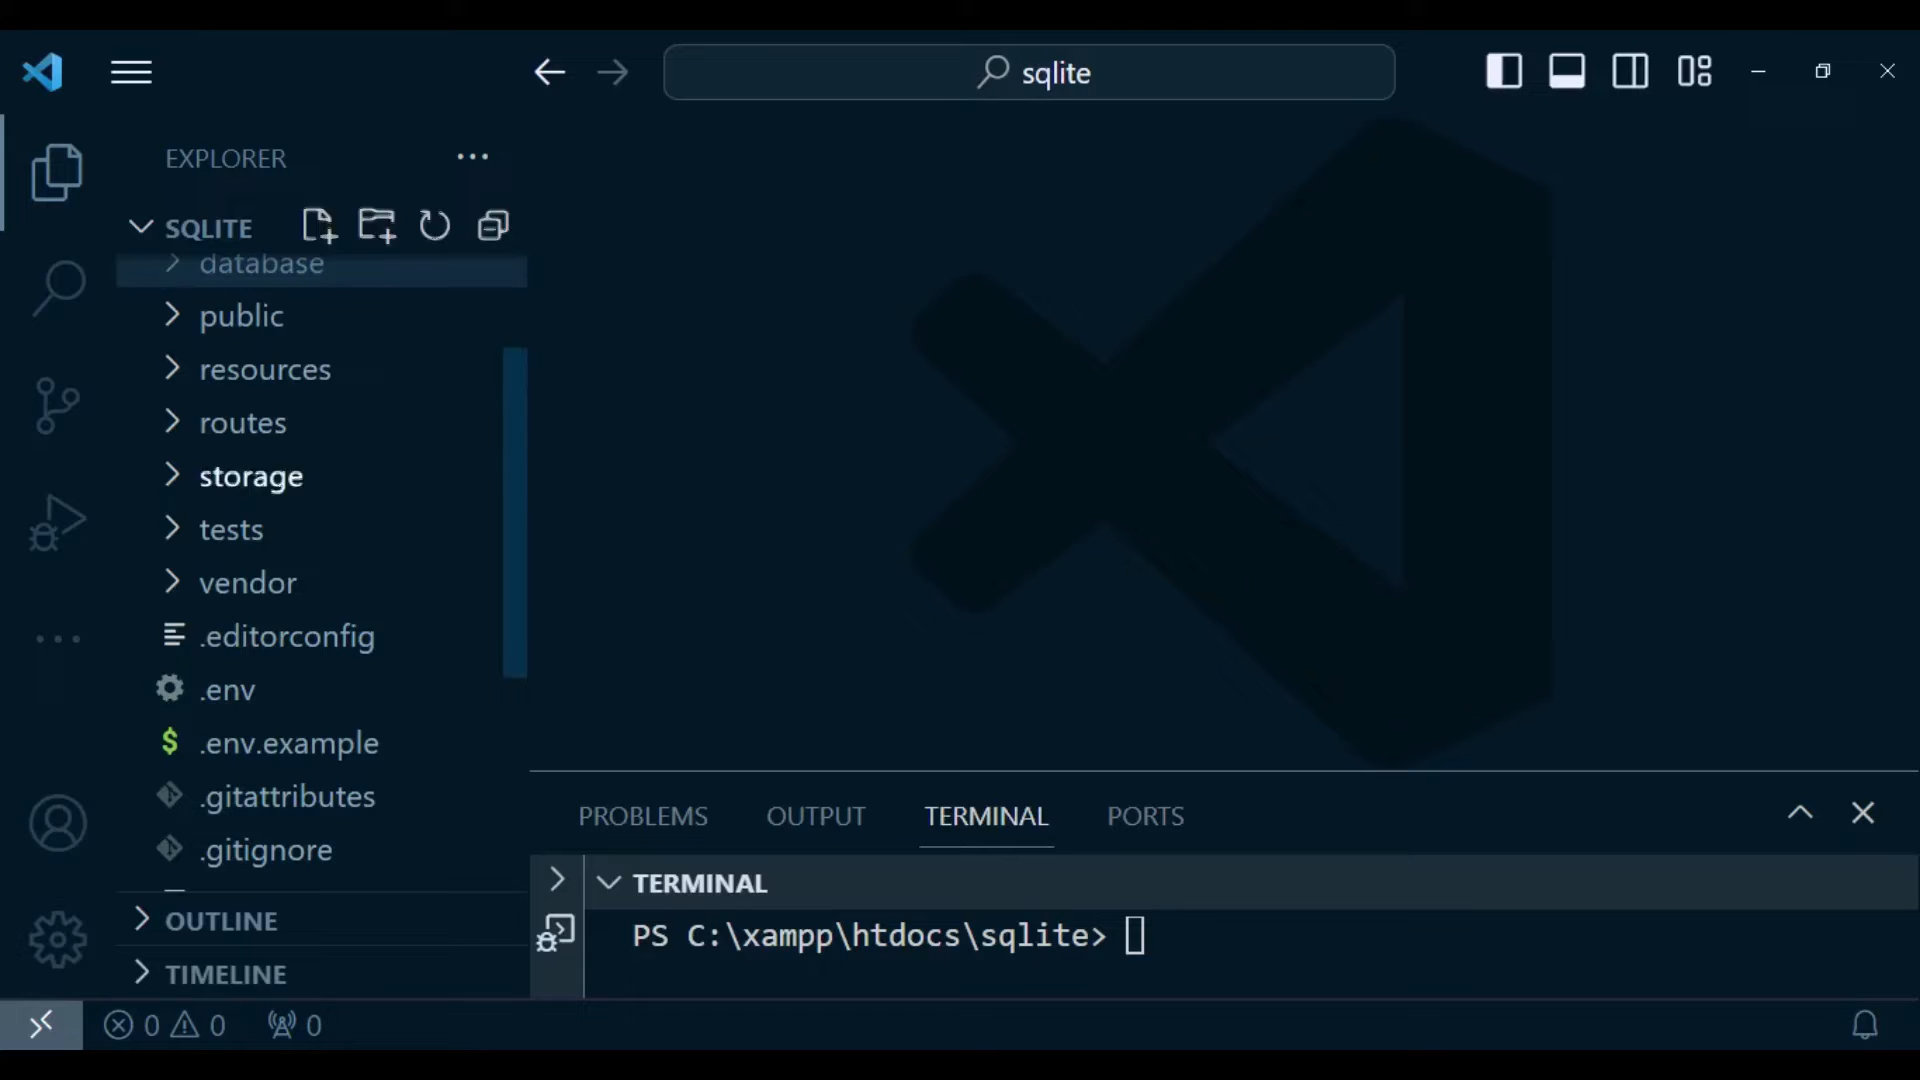 sqlite
EXPLORER
SQLITE
database
public
resources
routes
storage
tests
vendor
.editorconfig
.env
.env.example
.gitattributes
.gitignore
OUTLINE
TIMELINE
PROBLEMS OUTPUT TERMINAL PORTS
TERMINAL
PS C:\xampp\htdocs\sqlite>
0 0 0